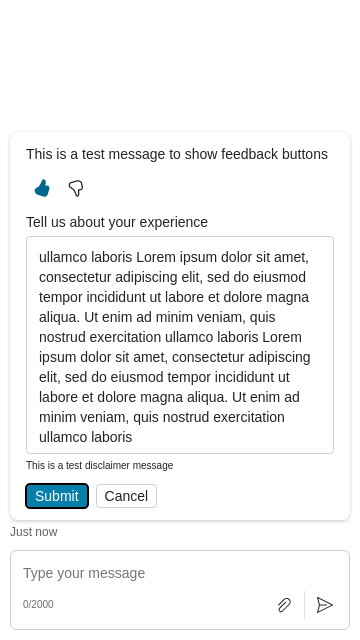 This is a test message to show feedback buttons
Tell us about your experience
ullamco laboris Lorem ipsum dolor sit amet,
consectetur adipiscing elit, sed do eiusmod
tempor incididunt ut labore et dolore magna
aliqua. Ut enim ad minim veniam, quis
nostrud exercitation ullamco laboris Lorem
ipsum dolor sit amet, consectetur adipiscing
elit, sed do eiusmod tempor incididunt ut
labore et dolore magna aliqua. Ut enim ad
minim veniam, quis nostrud exercitation
ullamco laboris
This is a test disclaimer message
Submit Cancel
Just now
Type your message
0/2000